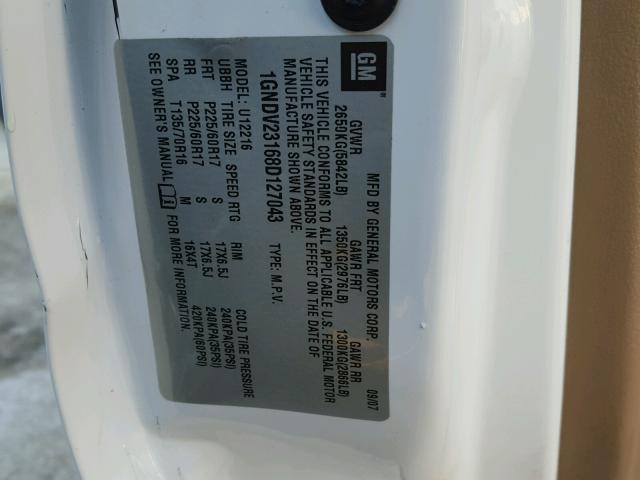 GM
MFD BY GENERAL MOTORS CORP. 09/07
GVWR GAWR FRT GAWR RR
2650KG(5842LB) 1350KG(2976LB) 1300KG(2866LB)
THIS VEHICLE CONFORMS TO ALL APPLICABLE U.S. FEDERAL MOTOR
VEHICLE SAFETY STANDARDS IN EFFECT ON THE DATE OF
MANUFACTURE SHOWN ABOVE.
1GNDV23168D127043 TYPE: M.P.V.
MODEL: U12216
UBBH TIRE SIZE SPEED RTG RIM COLD TIRE PRESSURE
FRT P225/60R17 S 17X6.5J 240KPA(35PSI)
RR P225/60R17 S 17X6.5J 240KPA(35PSI)
SPA T135/70R16 M 16X4T 420KPA(60PSI)
SEE OWNER'S MANUAL FOR MORE INFORMATION.